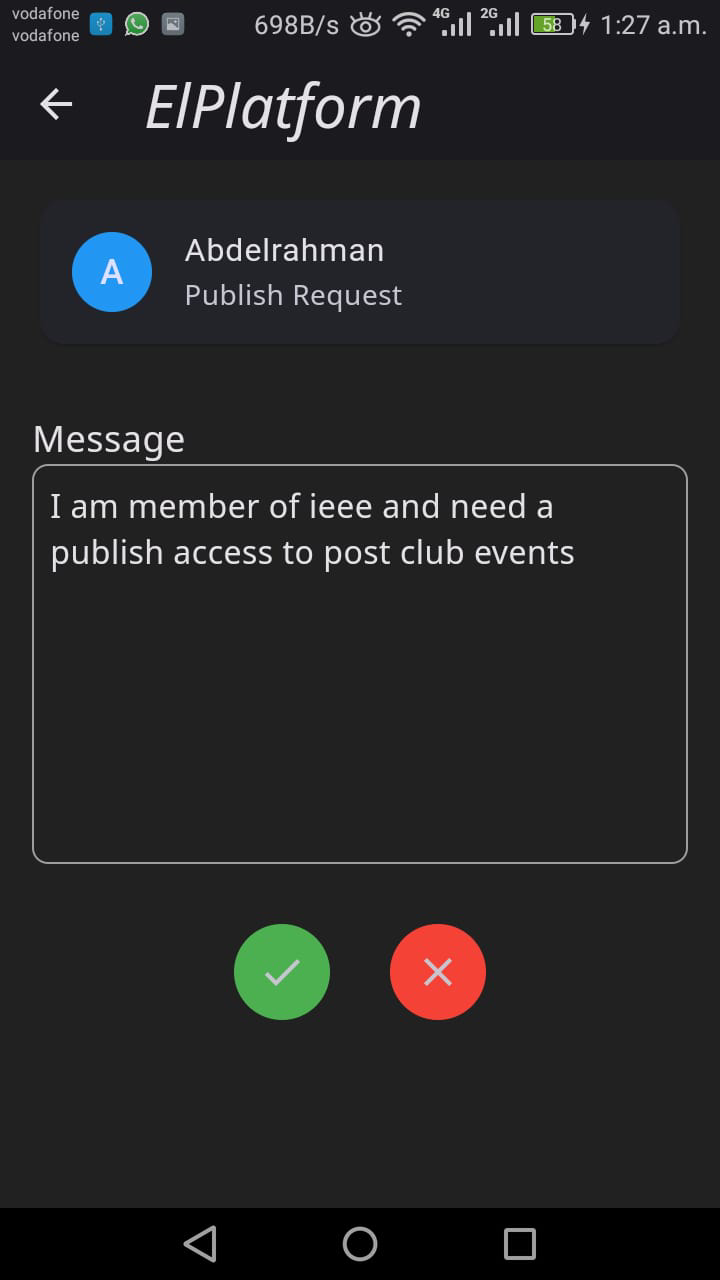 vodafone
vodafone
698B/s
4G
2G
58
1:27 a.m.
ElPlatform
A
Abdelrahman
Publish Request
Message
I am member of ieee and need a
publish access to post club events